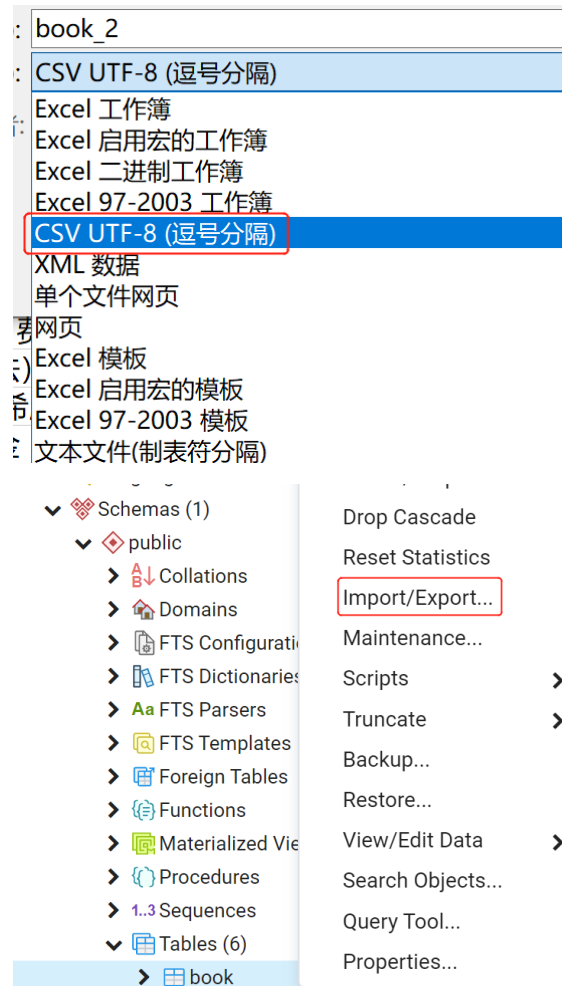 book_2
CSV UTF-8 (逗号分隔)
Excel 工作簿
Excel 启用宏的工作簿
Excel 二进制工作簿
Excel 97-2003 工作簿
CSV UTF-8 (逗号分隔)
XML 数据
单个文件网页
网页
Excel 模板
Excel 启用宏的模板
Excel 97-2003 模板
文本文件(制表符分隔)
Schemas (1)
public
Collations
Domains
FTS Configurati
FTS Dictionaries
Aa FTS Parsers
FTS Templates
Foreign Tables
Functions
Materialized Vie
Procedures
1..3 Sequences
Tables (6)
book
Drop Cascade
Reset Statistics
Import/Export...
Maintenance...
Scripts
Truncate
Backup...
Restore...
View/Edit Data
Search Objects...
Query Tool...
Properties...